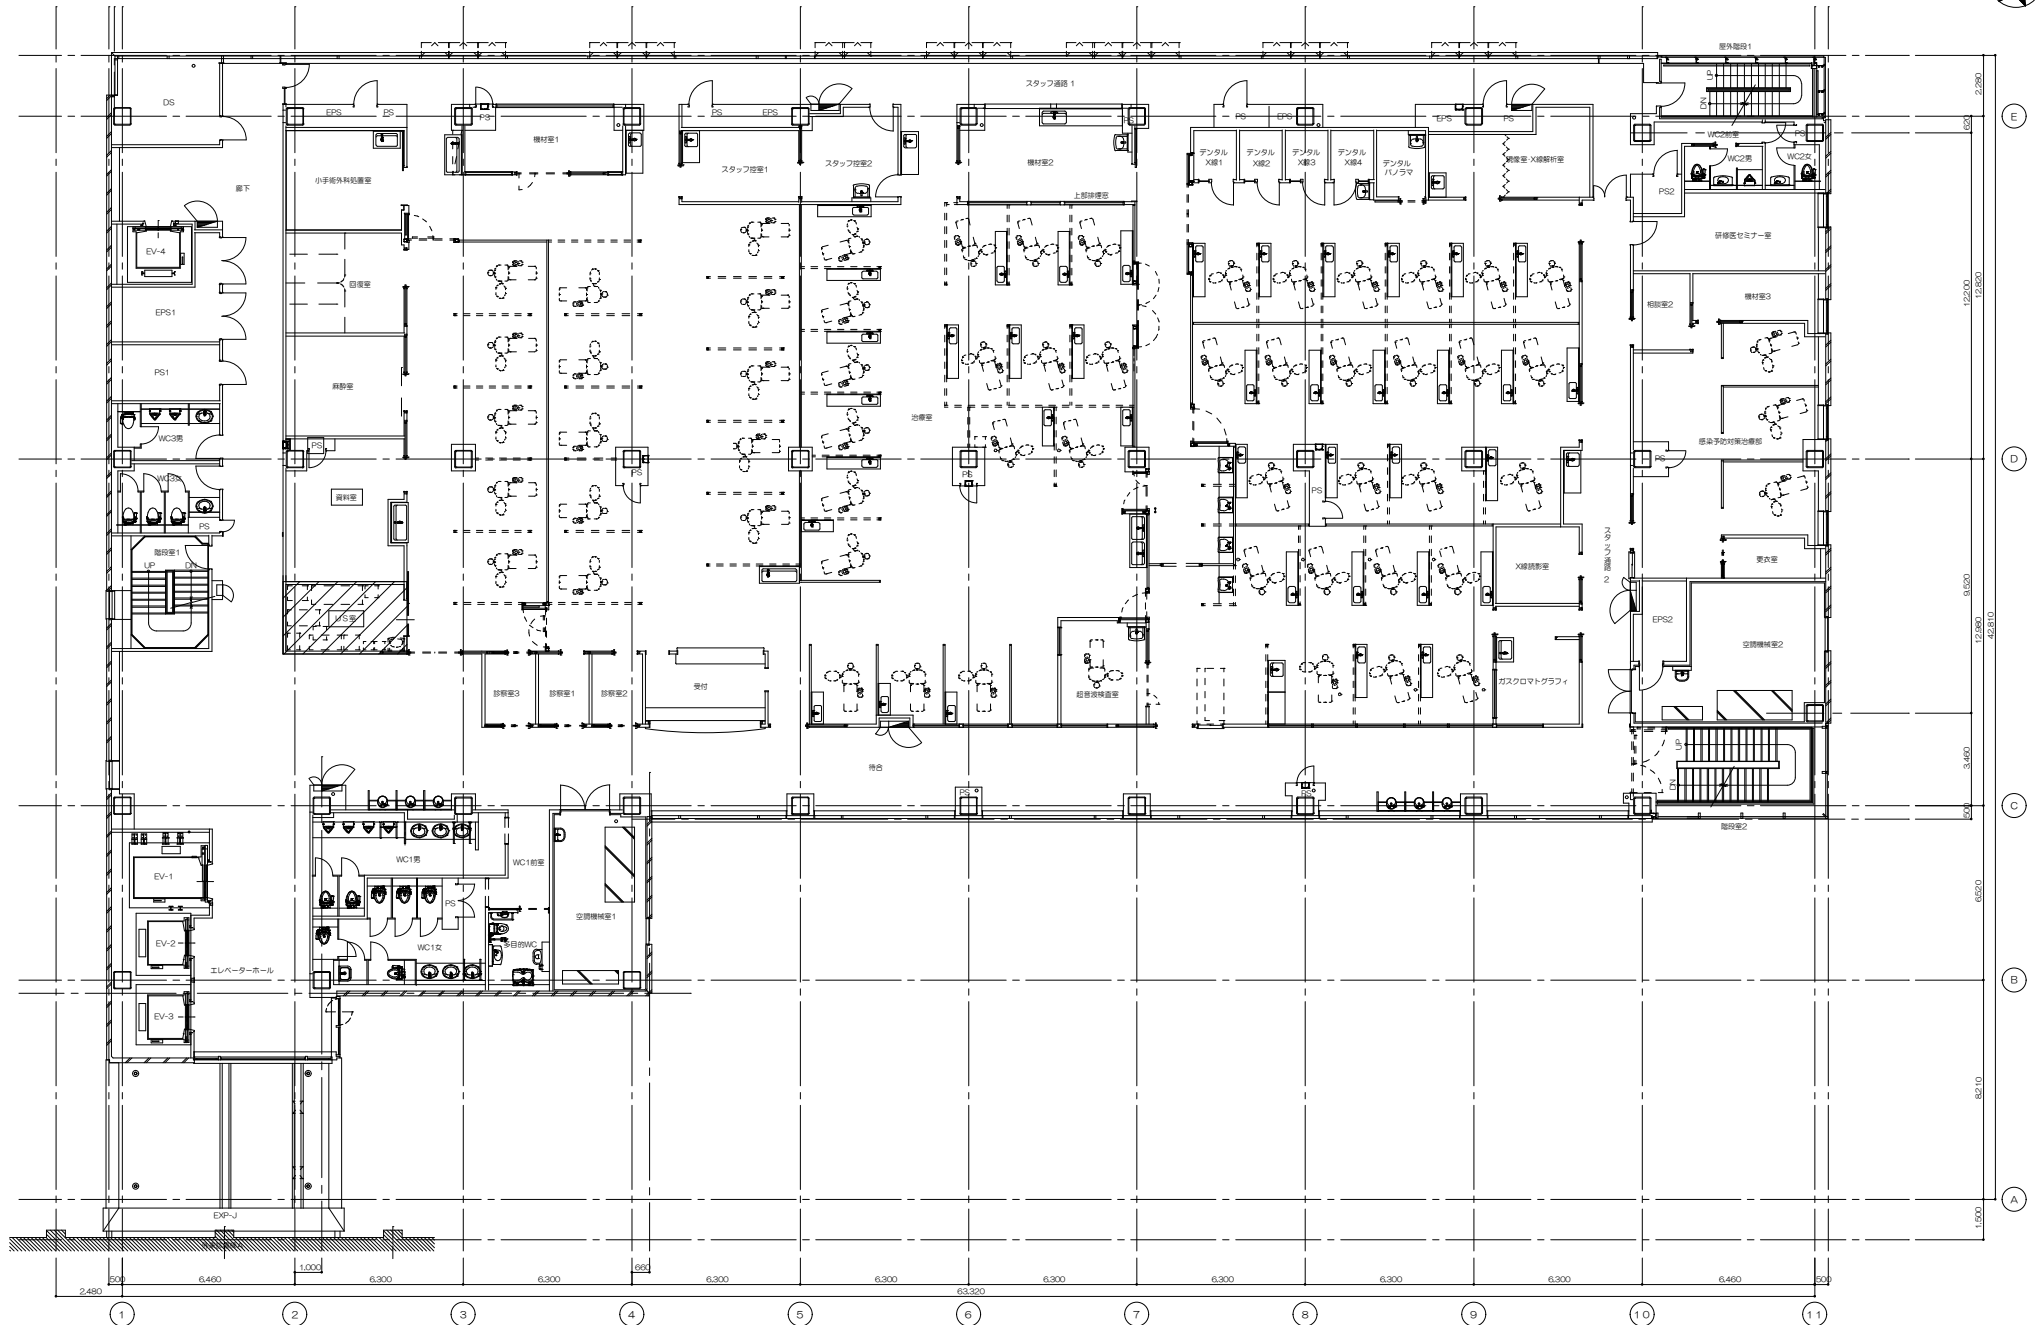 屋外階段1
スタッフ通路 1
UP
DN
DS
EPS
PS
機材室1
PS
EPS
PS
EPS
EPS
PS
E
2,280
620
スタッフ控室1
スタッフ控室2
機材室2
上部排煙窓
デンタル
X線1
デンタル
X線2
デンタル
X線3
デンタル
X線4
デンタル
パノラマ
WC2前室
PS
WC2男
WC2女
PS2
廊下
小手術外科処置室
研修医セミナー室
EV-4
回復室
相談室2
機材室3
12,200
12,820
EPS1
PS1
麻酔室
治療室
WC3男
PS
感染予防対策治療部
PS
PS
PS
D
WC3女
PS
資料室
PS
スタッフ通路 2
階段室1
UP
DN
X線読影室
更衣室
9,520
12,980
42,810
US室
EPS2
空調機械室2
診察室3
診察室1
診察室2
受付
超音波検査室
ガスクロマトグラフィ
待合
UP
DN
3,460
PS
PS
C
500
階段室2
WC1男
WC1前室
EV-1
PS
空調機械室1
6,520
EV-2
WC1女
多目的WC
エレベーターホール
B
EV-3
8,210
A
EXP-J
1,500
1,000
660
500
6,460
6,300
6,300
6,300
6,300
6,300
6,300
6,300
6,300
6,460
500
2,480
63,320
1
2
3
4
5
6
7
8
9
10
11